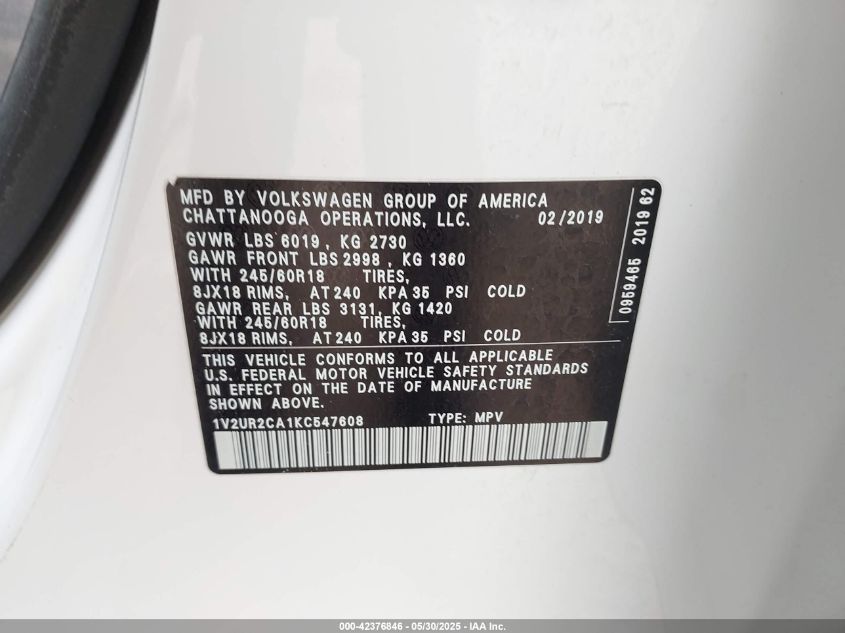 MFD BY VOLKSWAGEN GROUP OF AMERICA
CHATTANOOGA OPERATIONS, LLC. 02/2019
GVWR LBS 6019, KG 2730
GAWR FRONT LBS 2998, KG 1360
WITH 245/60R18 TIRES,
8JX18 RIMS, AT 240 KPA 35 PSI COLD
GAWR REAR LBS 3131, KG 1420
WITH 245/60R18 TIRES,
8JX18 RIMS, AT 240 KPA 35 PSI COLD
THIS VEHICLE CONFORMS TO ALL APPLICABLE
U.S. FEDERAL MOTOR VEHICLE SAFETY STANDARDS
IN EFFECT ON THE DATE OF MANUFACTURE
SHOWN ABOVE.
1V2UR2CA1KC547608 TYPE: MPV
0959465 2019 62
000-42376846 - 05/30/2025 - IAA Inc.